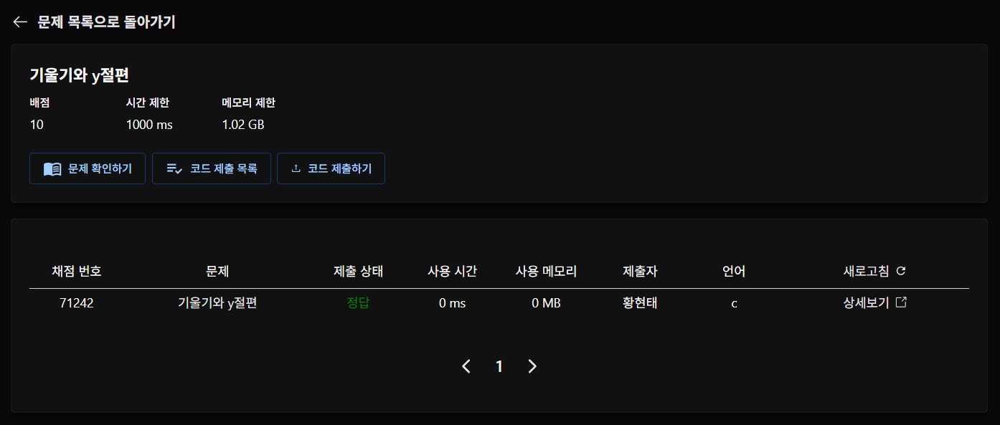 문제 목록으로 돌아가기
기울기와 y절편
배점 시간 제한 메모리 제한
10 1000 ms 1.02 GB
문제 확인하기 코드 제출 목록 코드 제출하기
채점 번호 문제 제출 상태 사용 시간 사용 메모리 제출자 언어 새로고침
71242 기울기와 y절편 정답 0 ms 0 MB 황현태 c 상세보기
1